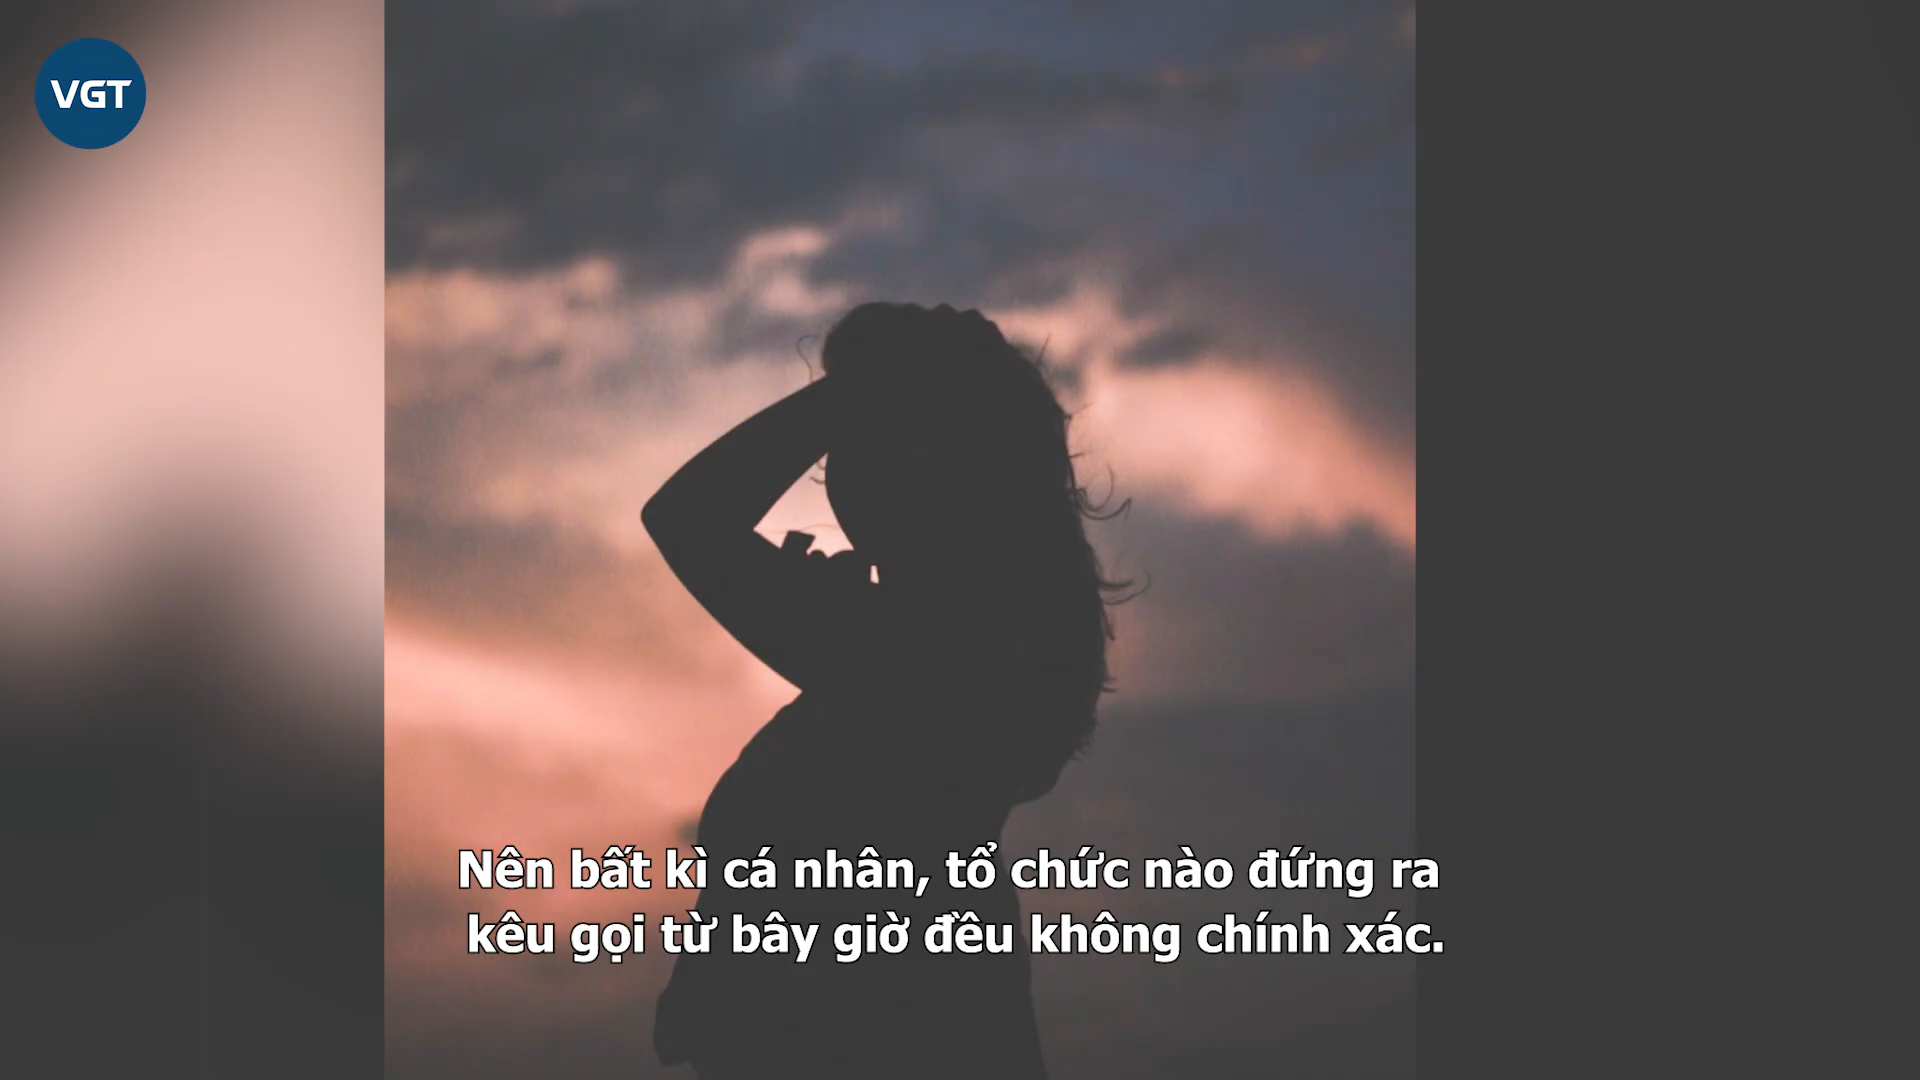 VGT
Nên bất kì cá nhân, tổ chức nào đứng ra
kêu gọi từ bây giờ đều không chính xác.